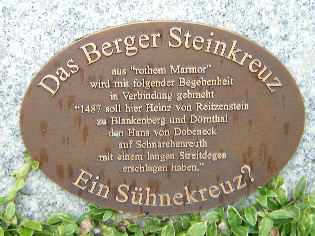 Das Berger Steinkreuz
aus "rothem Marmor"
wird mit folgender Begebenheit
in Verbindung gebracht
"1487 soll hier Heinz von Reitzenstein
zu Blankenberg und Dörnthal
den Hans von Dobeneck
auf Schnarchenreuth
mit einem langen Streitdegen
erschlagen haben."
Ein Sühnekreuz?